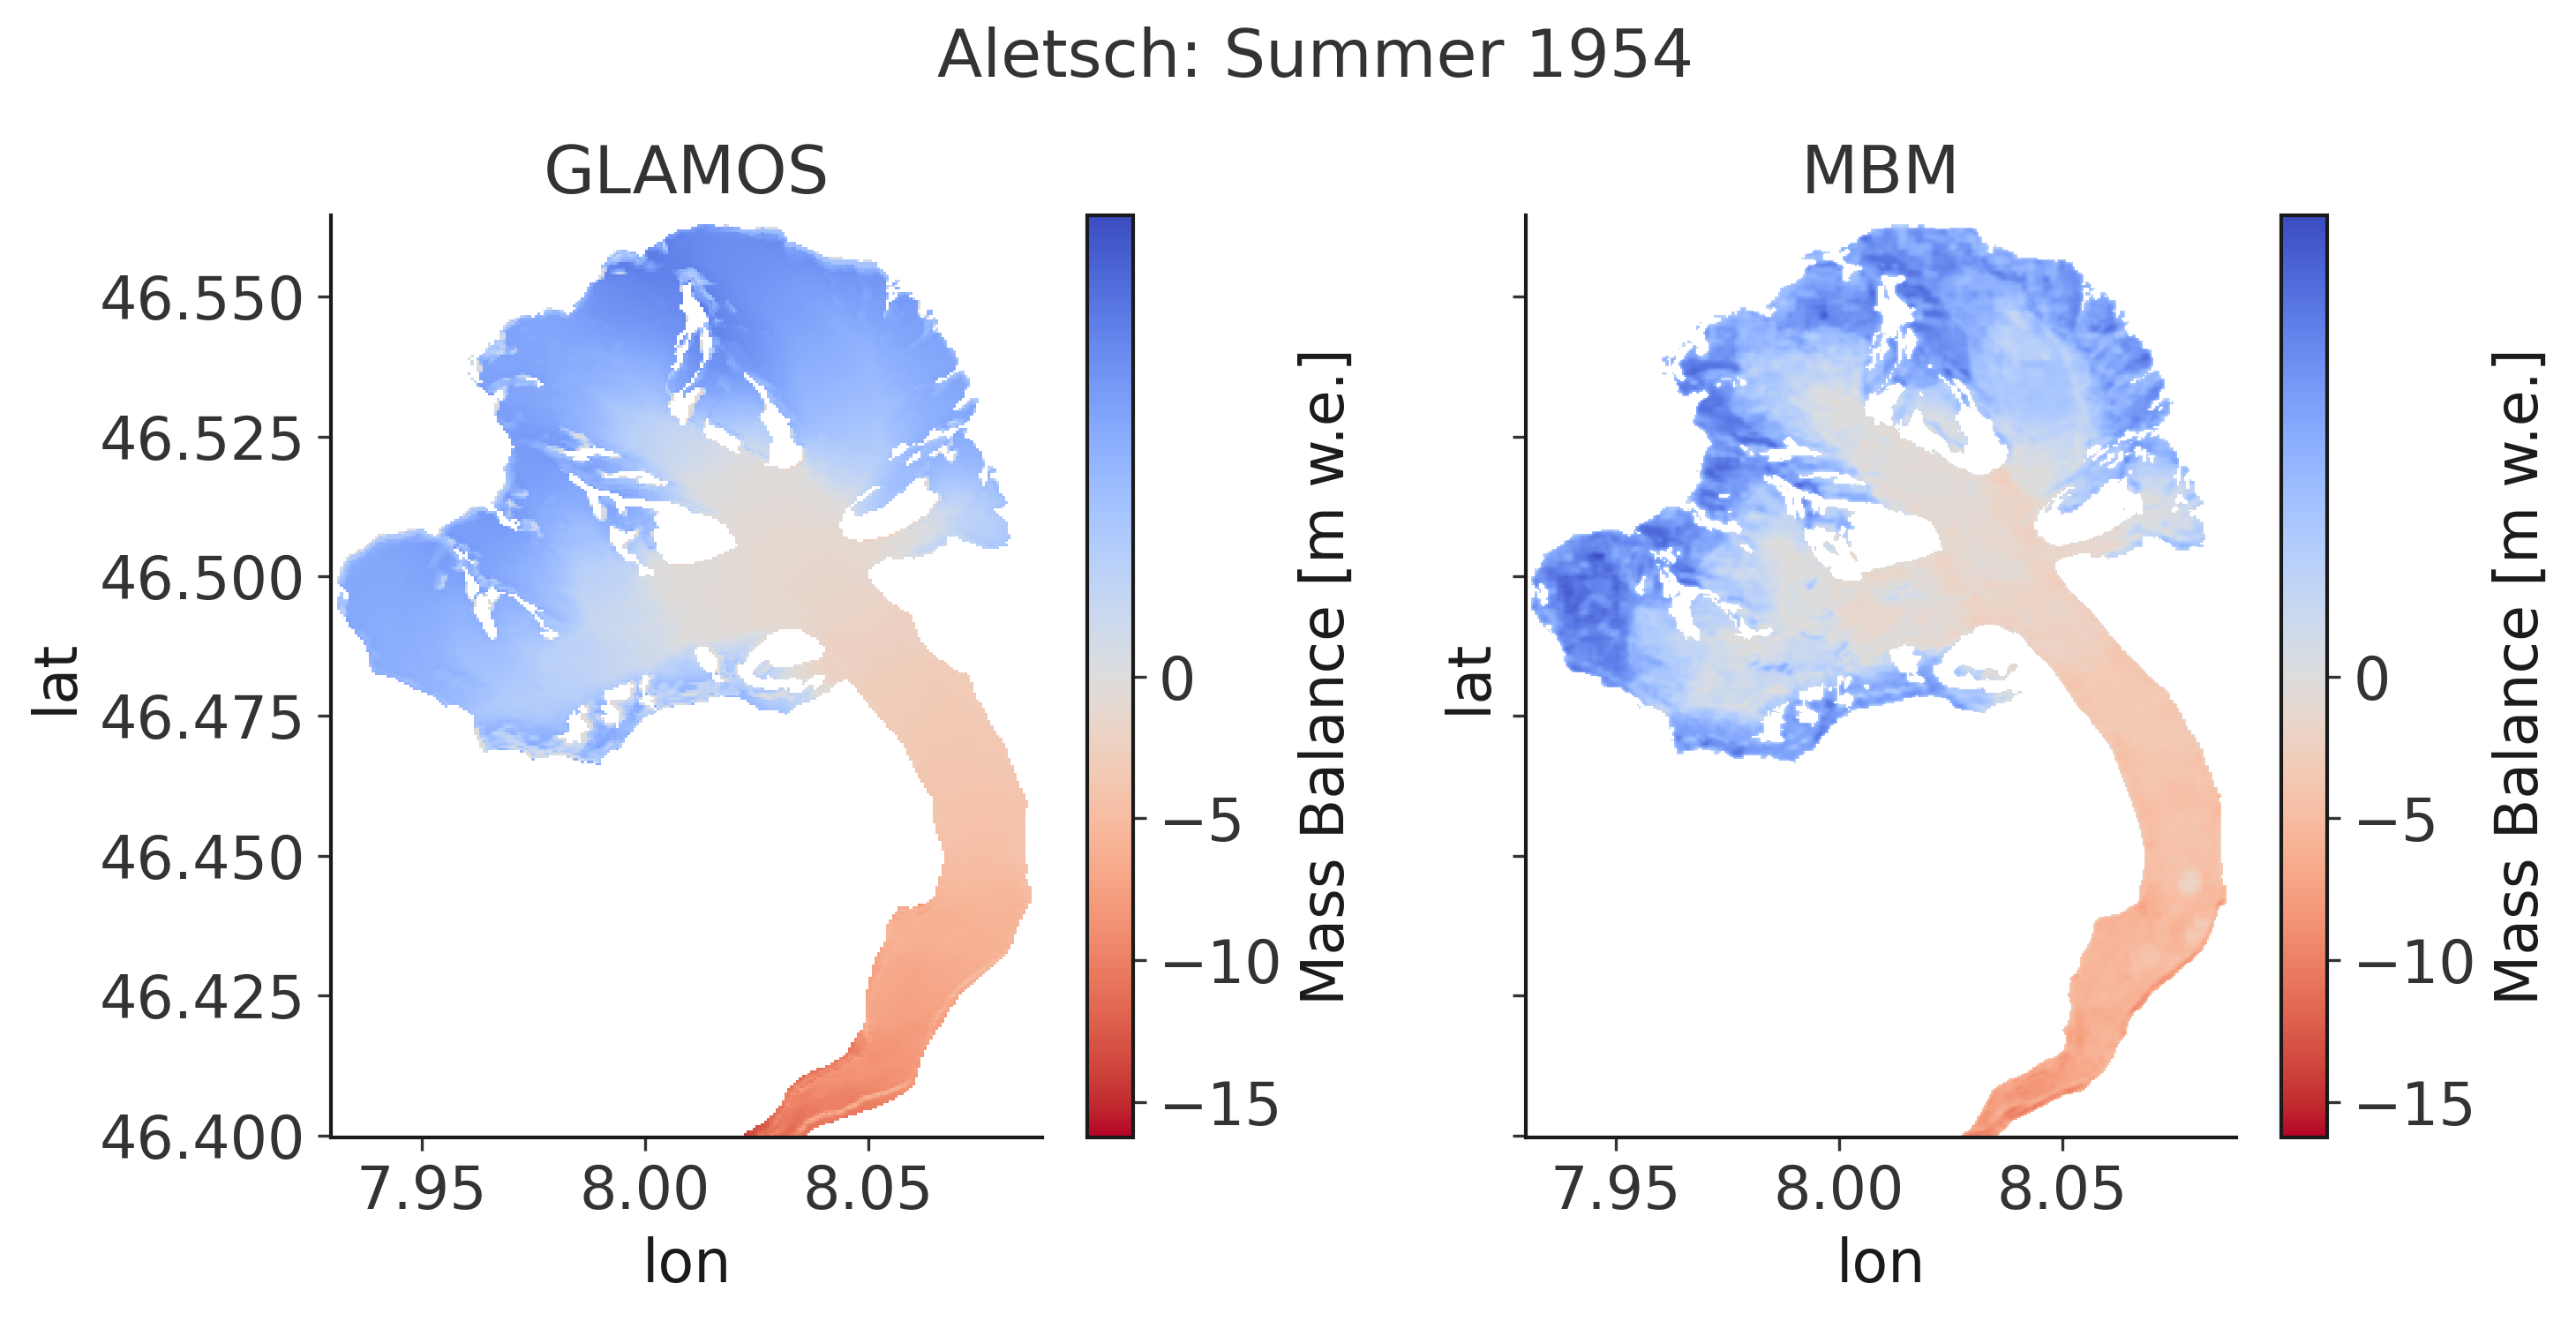 Aletsch: Summer 1954
GLAMOS
46.550
46.525
46.500
46.475
46.450
46.425
46.400
lat
7.95 8.00 8.05
lon
0
−5
−10
−15
Mass Balance [m w.e.]
MBM
lat
7.95 8.00 8.05
lon
0
−5
−10
−15
Mass Balance [m w.e.]